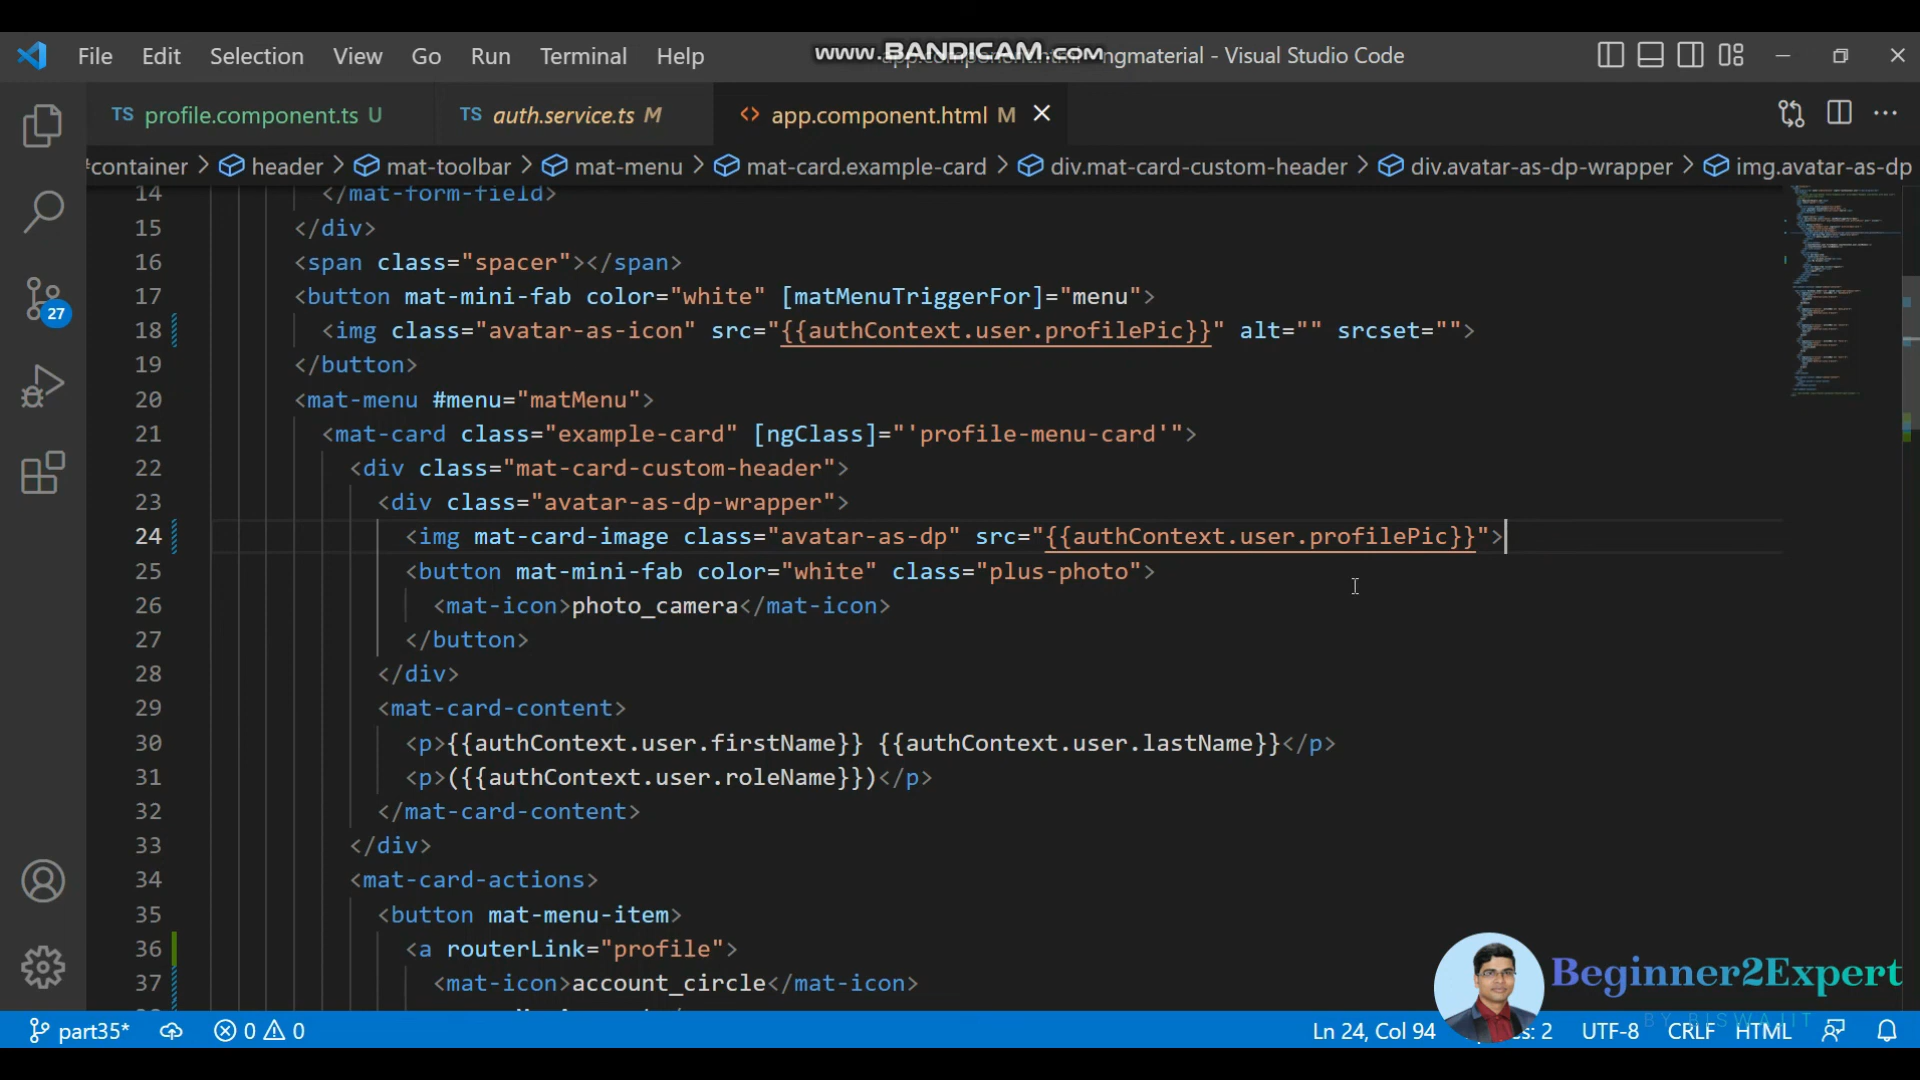 File Edit Selection View Go Run Terminal Help www.BANDICAM.com ngmaterial - Visual Studio Code
TS profile.component.ts U TS auth.service.ts M <> app.component.html M
#container > header > mat-toolbar > mat-menu > mat-card.example-card > div.mat-card-custom-header > div.avatar-as-dp-wrapper > img.avatar-as-dp
14 </mat-form-field>
15 </div>
16 <span class="spacer"></span>
17 <button mat-mini-fab color="white" [matMenuTriggerFor]="menu">
18 <img class="avatar-as-icon" src="{{authContext.user.profilePic}}" alt="" srcset="">
19 </button>
20 <mat-menu #menu="matMenu">
21 <mat-card class="example-card" [ngClass]="'profile-menu-card'">
22 <div class="mat-card-custom-header">
23 <div class="avatar-as-dp-wrapper">
24 <img mat-card-image class="avatar-as-dp" src="{{authContext.user.profilePic}}">
25 <button mat-mini-fab color="white" class="plus-photo">
26 <mat-icon>photo_camera</mat-icon>
27 </button>
28 </div>
29 <mat-card-content>
30 <p>{{authContext.user.firstName}} {{authContext.user.lastName}}</p>
31 <p>({{authContext.user.roleName}})</p>
32 </mat-card-content>
33 </div>
34 <mat-card-actions>
35 <button mat-menu-item>
36 <a routerLink="profile">
37 <mat-icon>account_circle</mat-icon>
27
Beginner2Expert
BY BISWAJIT
part35* 0 0 Ln 24, Col 94 2 UTF-8 CRLF HTML